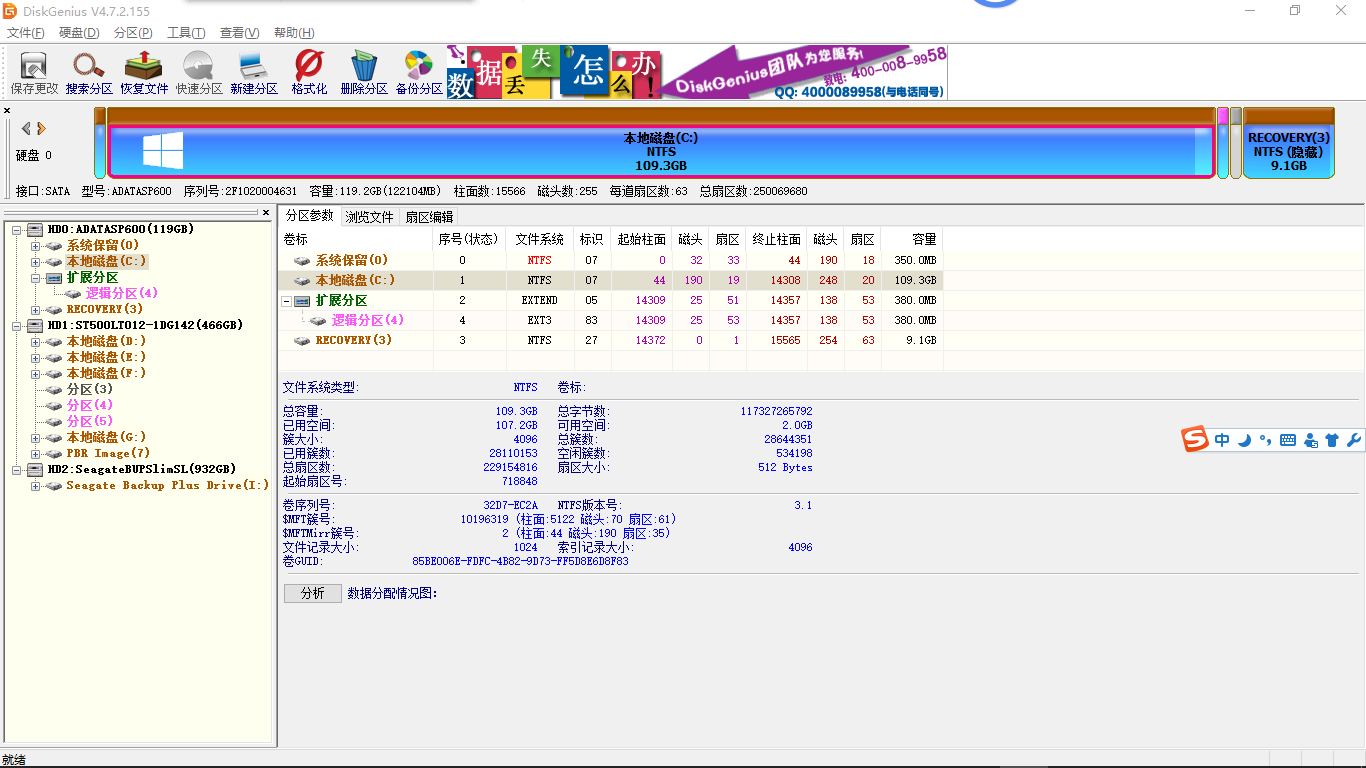 DiskGenius V4.7.2.155
文件(F) 硬盘(D) 分区(P) 工具(T) 查看(V) 帮助(H)
保存更改 搜索分区 恢复文件 快速分区 新建分区 格式化 删除分区 备份分区
数据丢失怎么办!
DiskGenius团队为您服务!
致电: 400-008-9958
QQ: 4000089958(与电话同号)
硬盘 0
本地磁盘(C:)
NTFS
109.3GB
RECOVERY(3)
NTFS (隐藏)
9.1GB
接口:SATA 型号:ADATASP600 序列号:2F1020004631 容量:119.2GB(122104MB) 柱面数:15566 磁头数:255 每道扇区数:63 总扇区数:250069680
HD0:ADATASP600(119GB)
系统保留(0)
本地磁盘(C:)
扩展分区
逻辑分区(4)
RECOVERY(3)
HD1:ST500LT012-1DG142(466GB)
本地磁盘(D:)
本地磁盘(E:)
本地磁盘(F:)
分区(3)
分区(4)
分区(5)
本地磁盘(G:)
PBR Image(7)
HD2:SeagateBUPSlimSL(932GB)
Seagate Backup Plus Drive(I:)
分区参数 浏览文件 扇区编辑
卷标 序号(状态) 文件系统 标识 起始柱面 磁头 扇区 终止柱面 磁头 扇区 容量
系统保留(0) 0 NTFS 07 0 32 33 44 190 18 350.0MB
本地磁盘(C:) 1 NTFS 07 44 190 19 14308 248 20 109.3GB
扩展分区 2 EXTEND 05 14309 25 51 14357 138 53 380.0MB
逻辑分区(4) 4 EXT3 83 14309 25 53 14357 138 53 380.0MB
RECOVERY(3) 3 NTFS 27 14372 0 1 15565 254 63 9.1GB
文件系统类型: NTFS 卷标:
总容量: 109.3GB 总字节数: 117327265792
已用空间: 107.2GB 可用空间: 2.0GB
簇大小: 4096 总簇数: 28644351
已用簇数: 28110153 空闲簇数: 534198
总扇区数: 229154816 扇区大小: 512 Bytes
起始扇区号: 718848
卷序列号: 32D7-EC2A NTFS版本号: 3.1
$MFT簇号: 10196319 (柱面:5122 磁头:70 扇区:61)
$MFTMirr簇号: 2 (柱面:44 磁头:190 扇区:35)
文件记录大小: 1024 索引记录大小: 4096
卷GUID: 85BE006E-FDFC-4B82-9D73-FF5D8E6D8F83
分析 数据分配情况图:
中
就绪